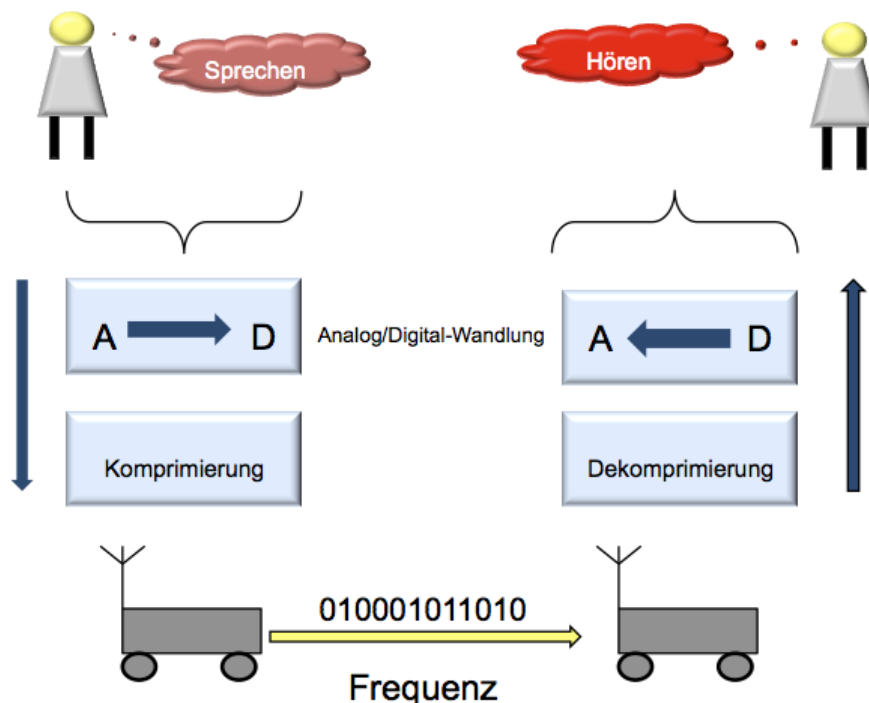 Sprechen
Hören
A D
Analog/Digital-Wandlung
A D
Komprimierung
Dekomprimierung
010001011010
Frequenz